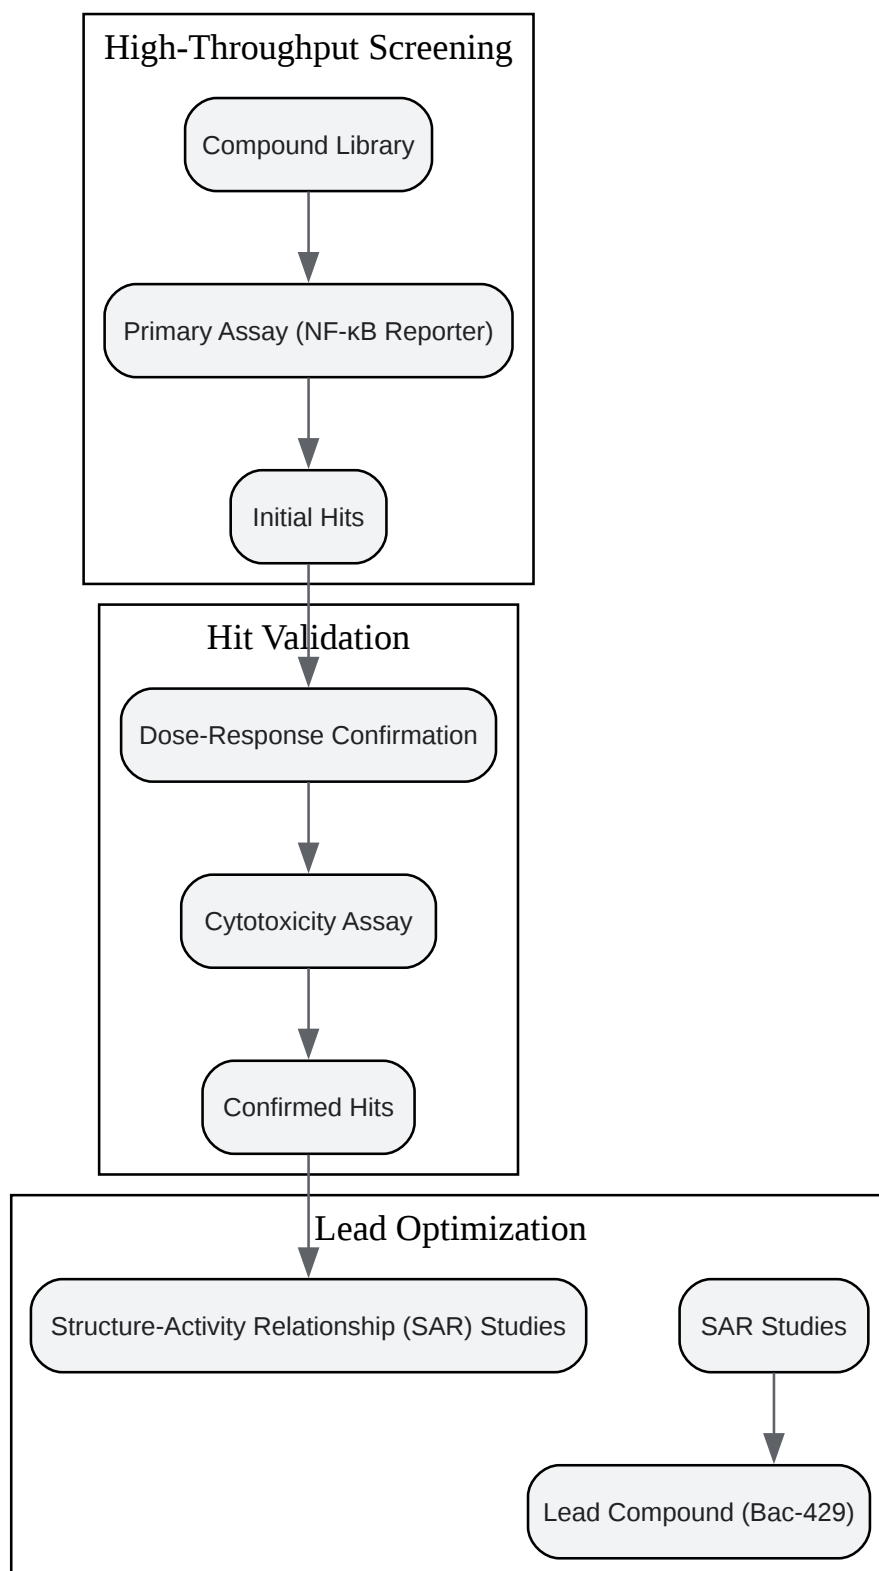 High-Throughput Screening
Compound Library
Primary Assay (NF-κB Reporter)
Initial Hits
Hit Validation
Dose-Response Confirmation
Cytotoxicity Assay
Confirmed Hits
Lead Optimization
Structure-Activity Relationship (SAR) Studies
SAR Studies
Lead Compound (Bac-429)